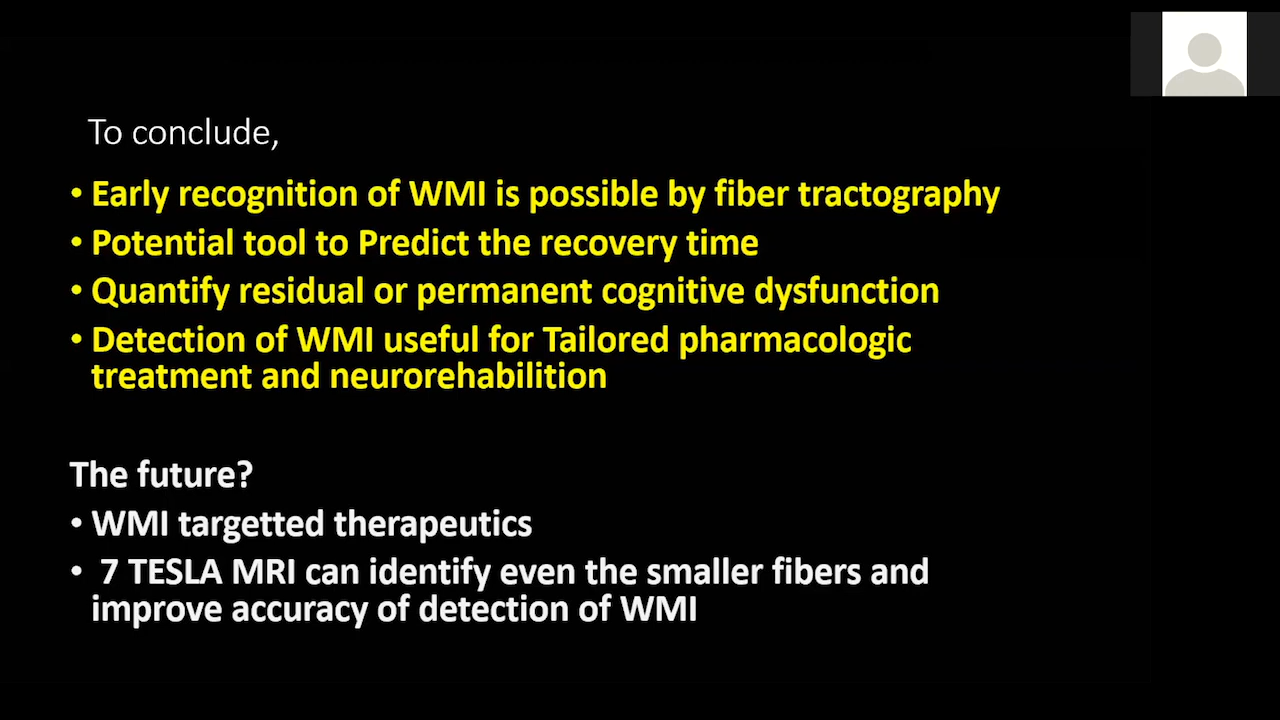 To conclude,
• Early recognition of WMI is possible by fiber tractography
• Potential tool to Predict the recovery time
• Quantify residual or permanent cognitive dysfunction
• Detection of WMI useful for Tailored pharmacologic
treatment and neurorehabilition
The future?
• WMI targetted therapeutics
• 7 TESLA MRI can identify even the smaller fibers and
improve accuracy of detection of WMI